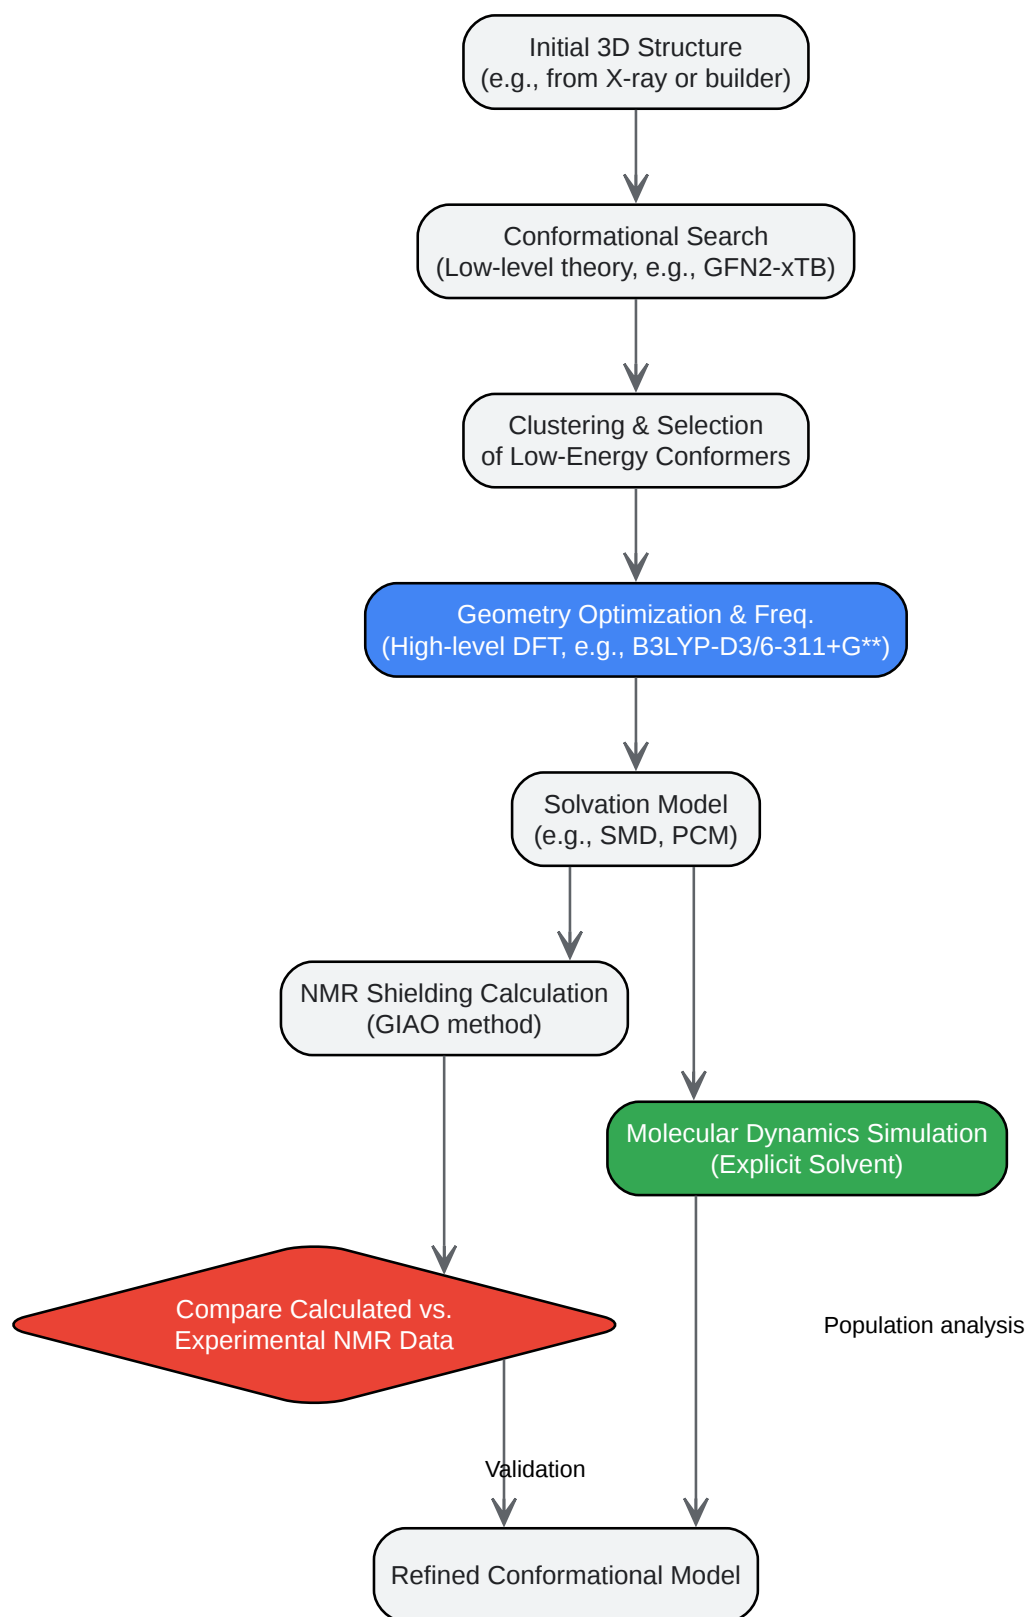 Initial 3D Structure
(e.g., from X-ray or builder)
Conformational Search
(Low-level theory, e.g., GFN2-xTB)
Clustering & Selection
of Low-Energy Conformers
Geometry Optimization & Freq.
(High-level DFT, e.g., B3LYP-D3/6-311+G**)
Solvation Model
(e.g., SMD, PCM)
NMR Shielding Calculation
(GIAO method)
Molecular Dynamics Simulation
(Explicit Solvent)
Compare Calculated vs.
Experimental NMR Data
Population analysis
Validation
Refined Conformational Model